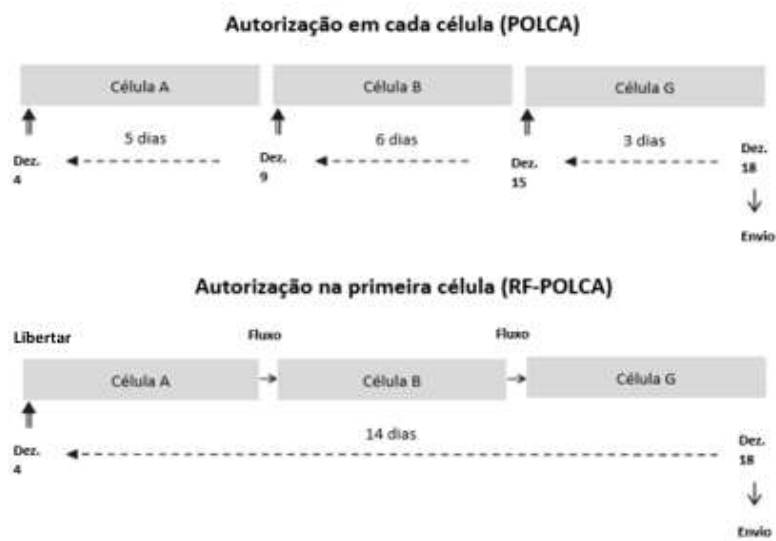 Autorização em cada célula (POLCA)
Célula A Célula B Célula G
5 dias 6 dias 3 dias
Dez. Dez. Dez. Dez.
4 9 15 18
Envio
Autorização na primeira célula (RF-POLCA)
Libertar Fluxo Fluxo
Célula A Célula B Célula G
14 dias
Dez. Dez.
4 18
Envio